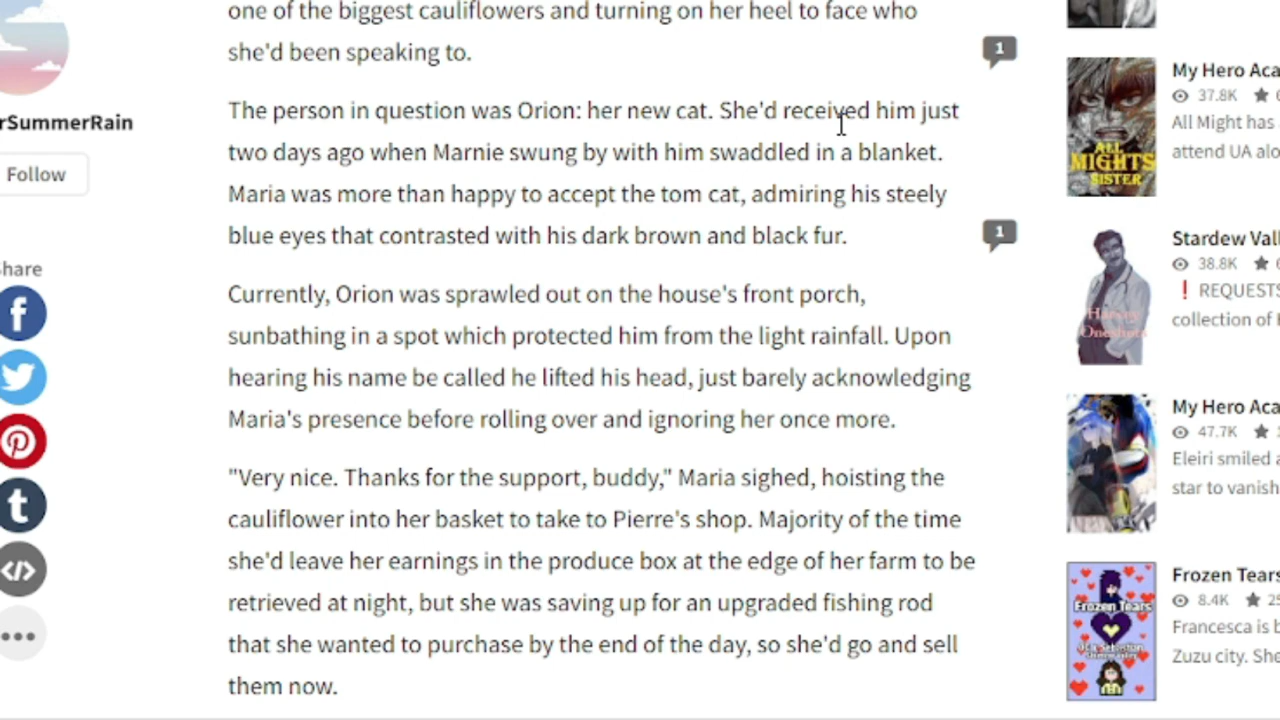 one of the biggest cauliflowers and turning on her heel to face who
she'd been speaking to.
1
The person in question was Orion: her new cat. She'd received him just
two days ago when Marnie swung by with him swaddled in a blanket.
Maria was more than happy to accept the tom cat, admiring his steely
blue eyes that contrasted with his dark brown and black fur.
1
Currently, Orion was sprawled out on the house's front porch,
sunbathing in a spot which protected him from the light rainfall. Upon
hearing his name be called he lifted his head, just barely acknowledging
Maria's presence before rolling over and ignoring her once more.
"Very nice. Thanks for the support, buddy," Maria sighed, hoisting the
cauliflower into her basket to take to Pierre's shop. Majority of the time
she'd leave her earnings in the produce box at the edge of her farm to be
retrieved at night, but she was saving up for an upgraded fishing rod
that she wanted to purchase by the end of the day, so she'd go and sell
them now.
rSummerRain
Follow
Share
My Hero Aca
37.8K
All Might has
attend UA alo
ALL
MIGHTS
SISTER
Stardew Vall
38.8K
❗ REQUESTS
collection of
Harvey
Oneshots
My Hero Aca
47.7K
Eleiri smiled a
star to vanish
Frozen Tears
8.4K
25
Francesca is b
Zuzu city. She
Frozen Tears